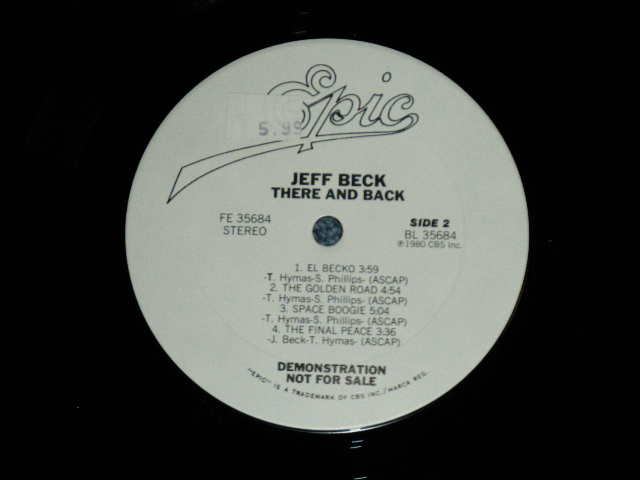 Epic
5.99
JEFF BECK
THERE AND BACK
FE 35684
STEREO
SIDE 2
BL 35684
℗1980 CBS Inc.
1. EL BECKO 3:59
-T. Hymas-S. Phillips- (ASCAP)
2. THE GOLDEN ROAD 4:54
-T. Hymas-S. Phillips- (ASCAP)
3. SPACE BOOGIE 5:04
-T. Hymas-S. Phillips- (ASCAP)
4. THE FINAL PEACE 3:36
-J. Beck-T. Hymas- (ASCAP)
DEMONSTRATION
NOT FOR SALE
"EPIC" IS A TRADEMARK OF CBS INC./ MARCA REG.